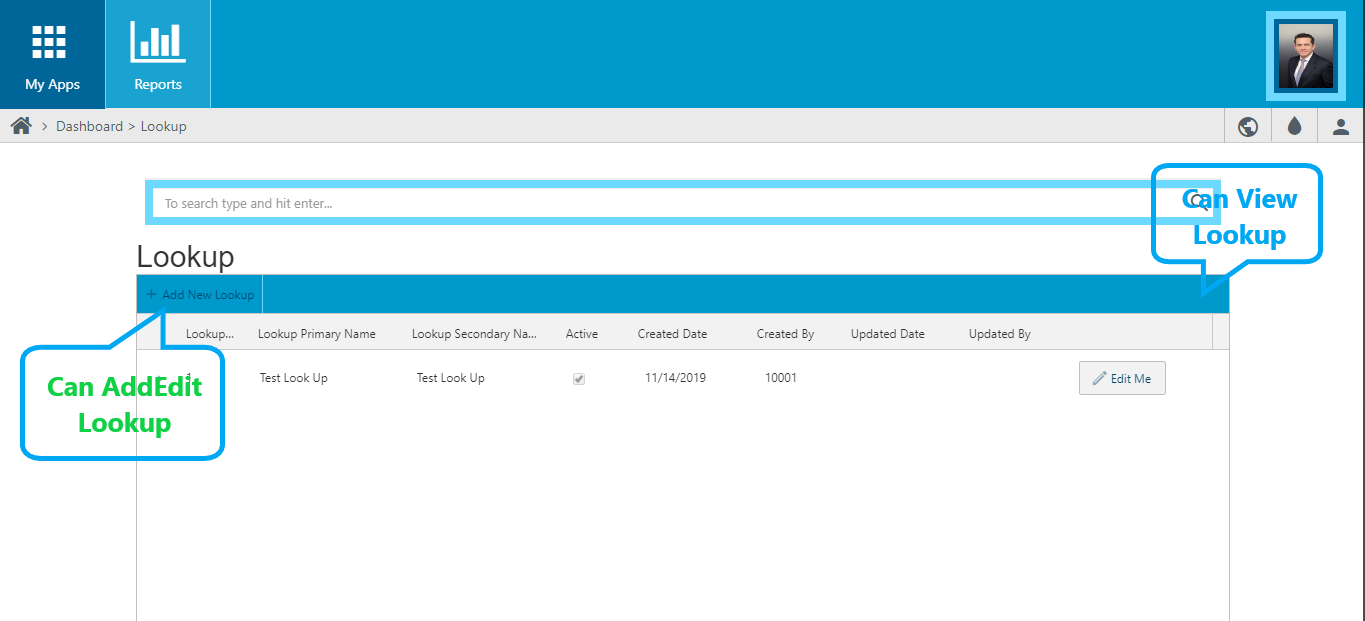 My Apps
Reports
Dashboard > Lookup
To search type and hit enter...
Can View
Lookup
Lookup
+ Add New Lookup
Lookup... Lookup Primary Name Lookup Secondary Na... Active Created Date Created By Updated Date Updated By
1 Test Look Up Test Look Up 11/14/2019 10001 Edit Me
Can AddEdit
Lookup